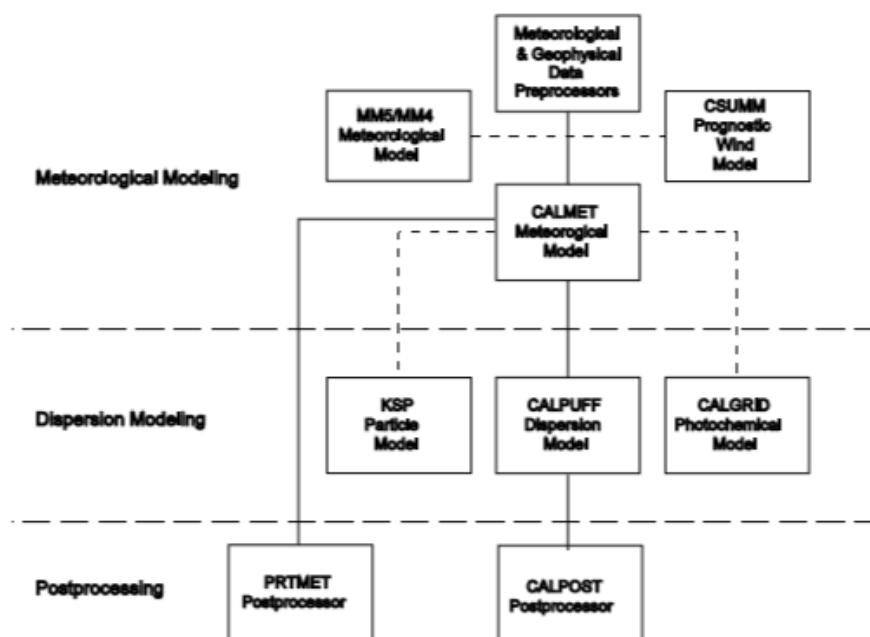 Meteorological
& Geophysical
Data
Preprocessors
MM5/MM4
Meteorological
Model
CSUMM
Prognostic
Wind
Model
Meteorological Modeling
CALMET
Meteorogical
Model
Dispersion Modeling
KSP
Particle
Model
CALPUFF
Dispersion
Model
CALGRID
Photochemical
Model
Postprocessing
PRTMET
Postprocessor
CALPOST
Postprocessor